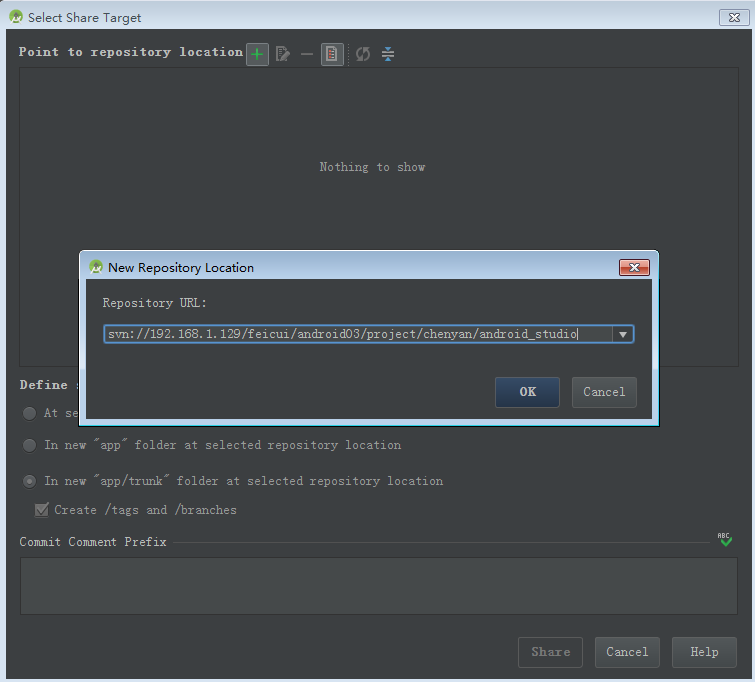 Select Share Target
Point to repository location
Nothing to show
New Repository Location
Repository URL:
svn://192.168.1.129/feicui/android03/project/chenyan/android_studio
OK Cancel
Define
At se
In new "app" folder at selected repository location
In new "app/trunk" folder at selected repository location
Create /tags and /branches
Commit Comment Prefix
ABC
Share Cancel Help